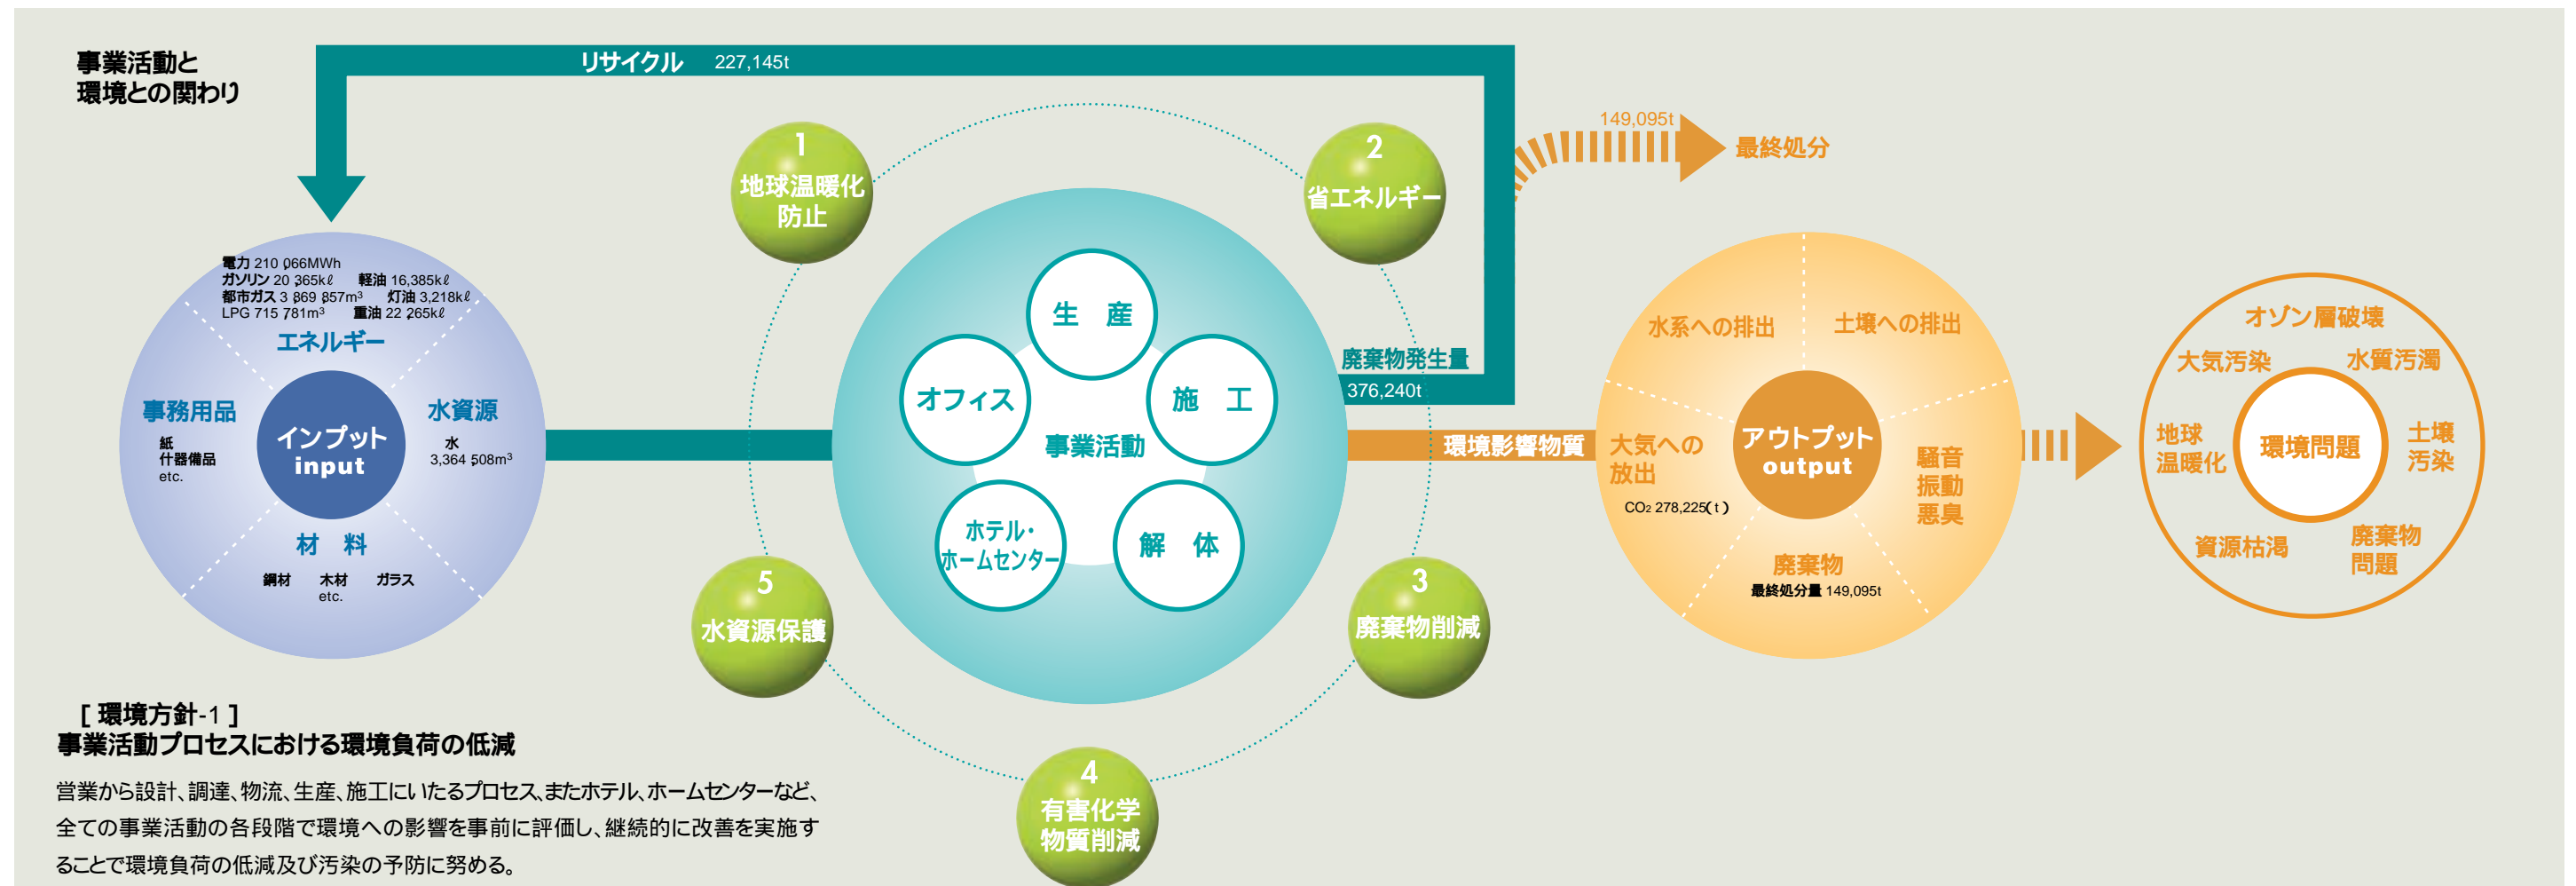 事業活動と
環境との関わり
リサイクル 227,145t
149,095t
最終処分
1
地球温暖化
防止
2
省エネルギー
電力 210,066MWh
ガソリン 20,365kℓ 軽油 16,385kℓ
都市ガス 3,869,857m³ 灯油 3,218kℓ
LPG 715,781m³ 重油 22,265kℓ
エネルギー
事務用品
紙
什器備品
etc.
インプット
input
水資源
水
3,364,508m³
材 料
鋼材 木材 ガラス
etc.
生 産
オフィス
施 工
事業活動
ホテル・
ホームセンター
解 体
廃棄物発生量
376,240t
環境影響物質
水系への排出
土壌への排出
大気への
放出
CO₂ 278,225(t)
アウトプット
output
騒音
振動
悪臭
廃棄物
最終処分量 149,095t
オゾン層破壊
大気汚染
水質汚濁
地球
温暖化
環境問題
土壌
汚染
資源枯渇
廃棄物
問題
5
水資源保護
3
廃棄物削減
4
有害化学
物質削減
[ 環境方針-1 ]
事業活動プロセスにおける環境負荷の低減
営業から設計、調達、物流、生産、施工にいたるプロセス、またホテル、ホームセンターなど、
全ての事業活動の各段階で環境への影響を事前に評価し、継続的に改善を実施す
ることで環境負荷の低減及び汚染の予防に努める。